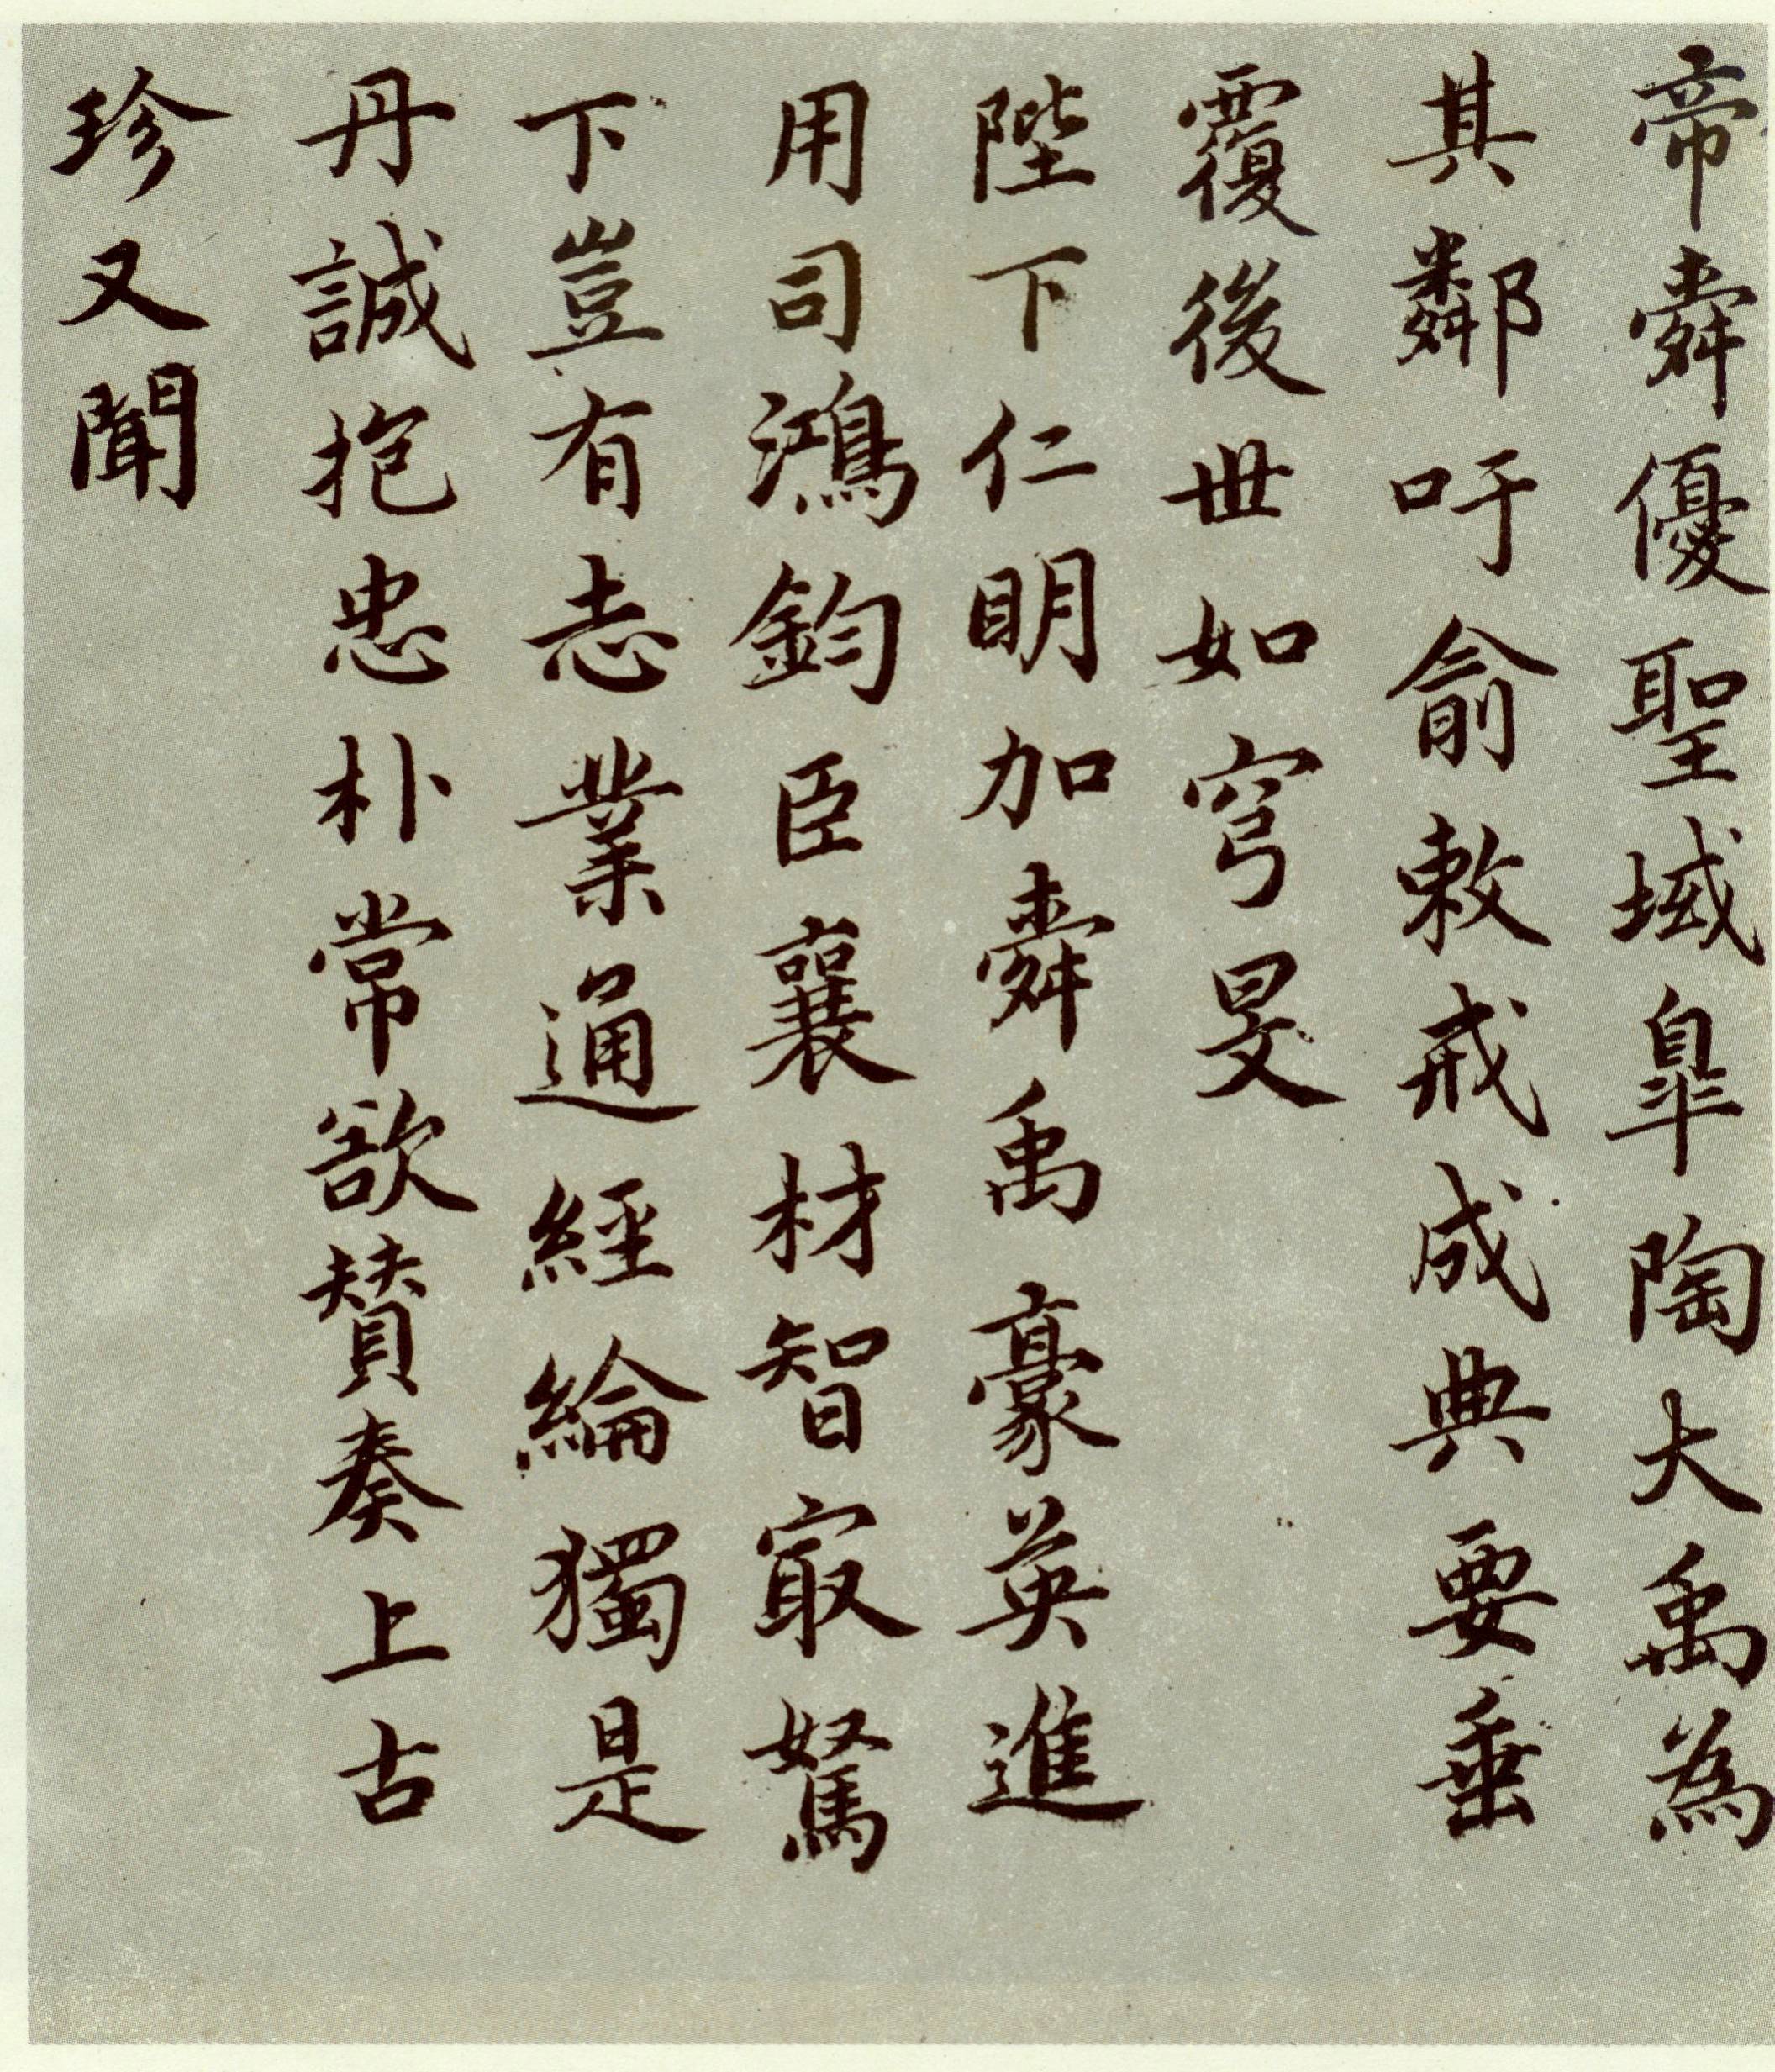 帝舜優聖域皐陶大禹為
其鄰吁俞敕戒成典要垂
覆後世如穹旻
陛下仁明加舜禹豪英進
用司鴻鈞臣襄材智冣駑
下豈有志業通經綸獨是
丹誠抱忠朴常欲賛奏上古
珍又聞